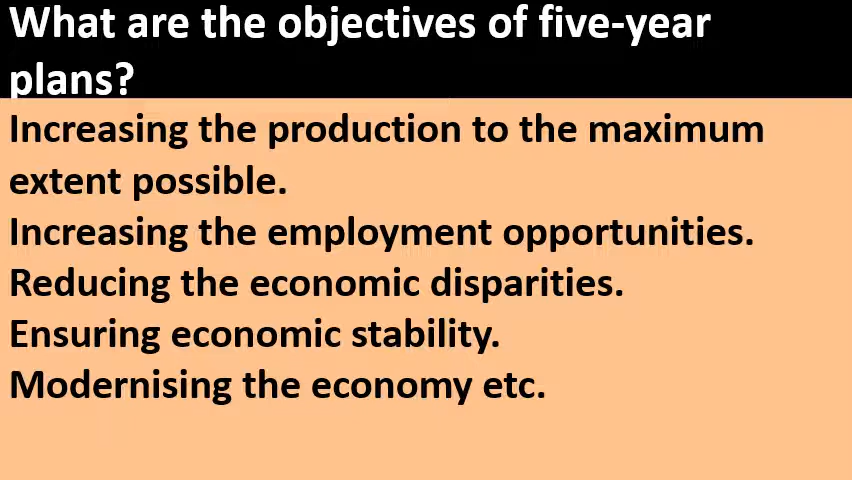 What are the objectives of five-year
plans?
Increasing the production to the maximum
extent possible.
Increasing the employment opportunities.
Reducing the economic disparities.
Ensuring economic stability.
Modernising the economy etc.